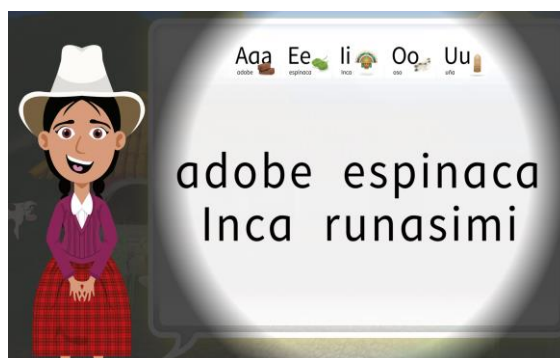 Aaa Ee Ii Oo Uu
adobe espinaca Inca oso uña
adobe espinaca
Inca runasimi